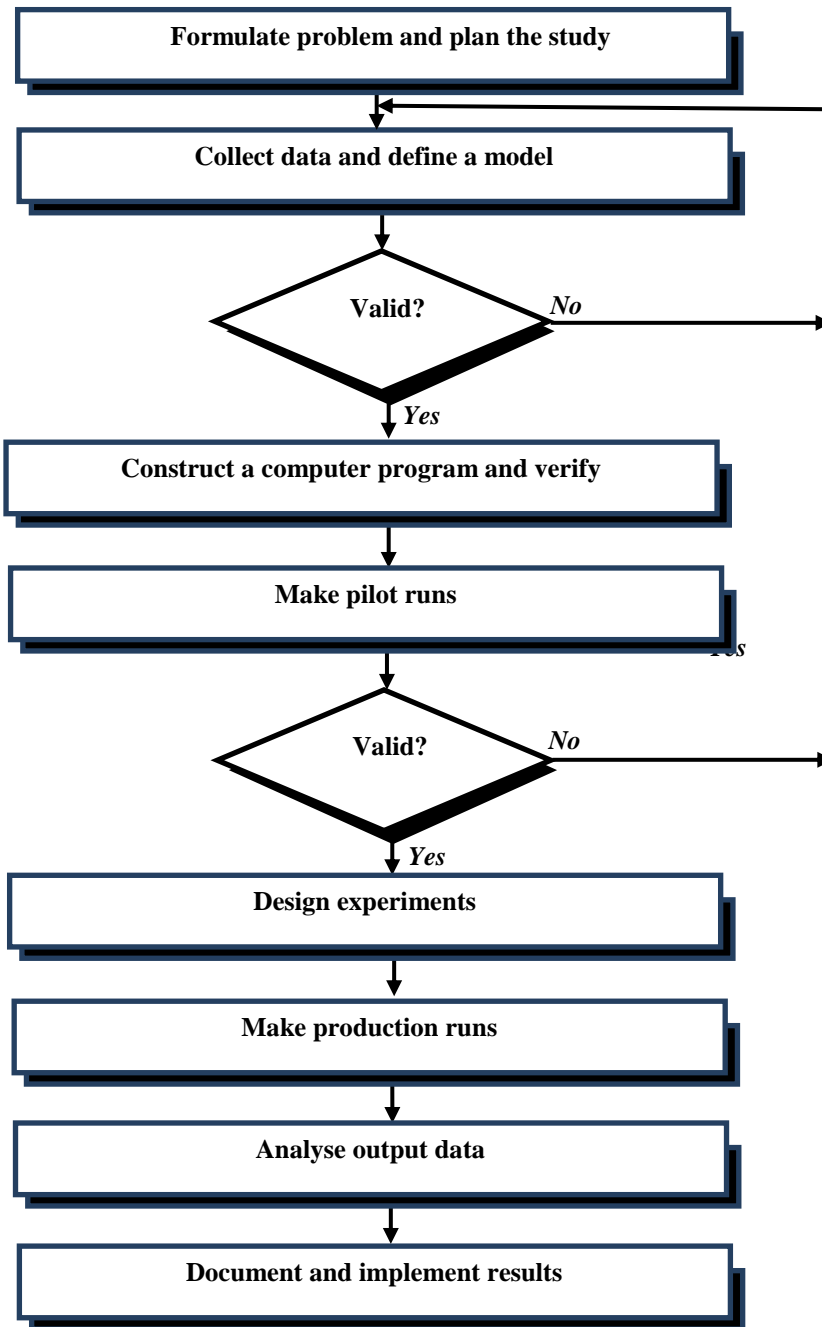 Formulate problem and plan the study
Collect data and define a model
Valid?
No
Yes
Construct a computer program and verify
Make pilot runs
Yes
Valid?
No
Yes
Design experiments
Make production runs
Analyse output data
Document and implement results